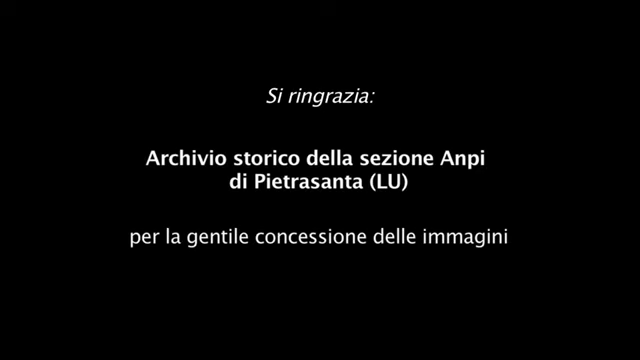 Si ringrazia:
Archivio storico della sezione Anpi
di Pietrasanta (LU)
per la gentile concessione delle immagini